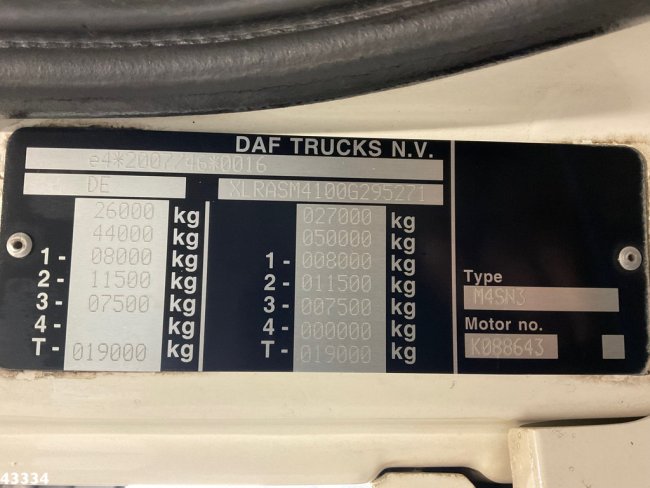 DAF TRUCKS N.V.
e4*2007/46*0016
DE XLRASM4100G295271
26000 kg 027000 kg
44000 kg 050000 kg
1- 08000 kg 1- 008000 kg
2- 11500 kg 2- 011500 kg
3- 07500 kg 3- 007500 kg
4- kg 4- 000000 kg
T- 019000 kg T- 019000 kg
Type
M4SN3
Motor no.
K088643
43334